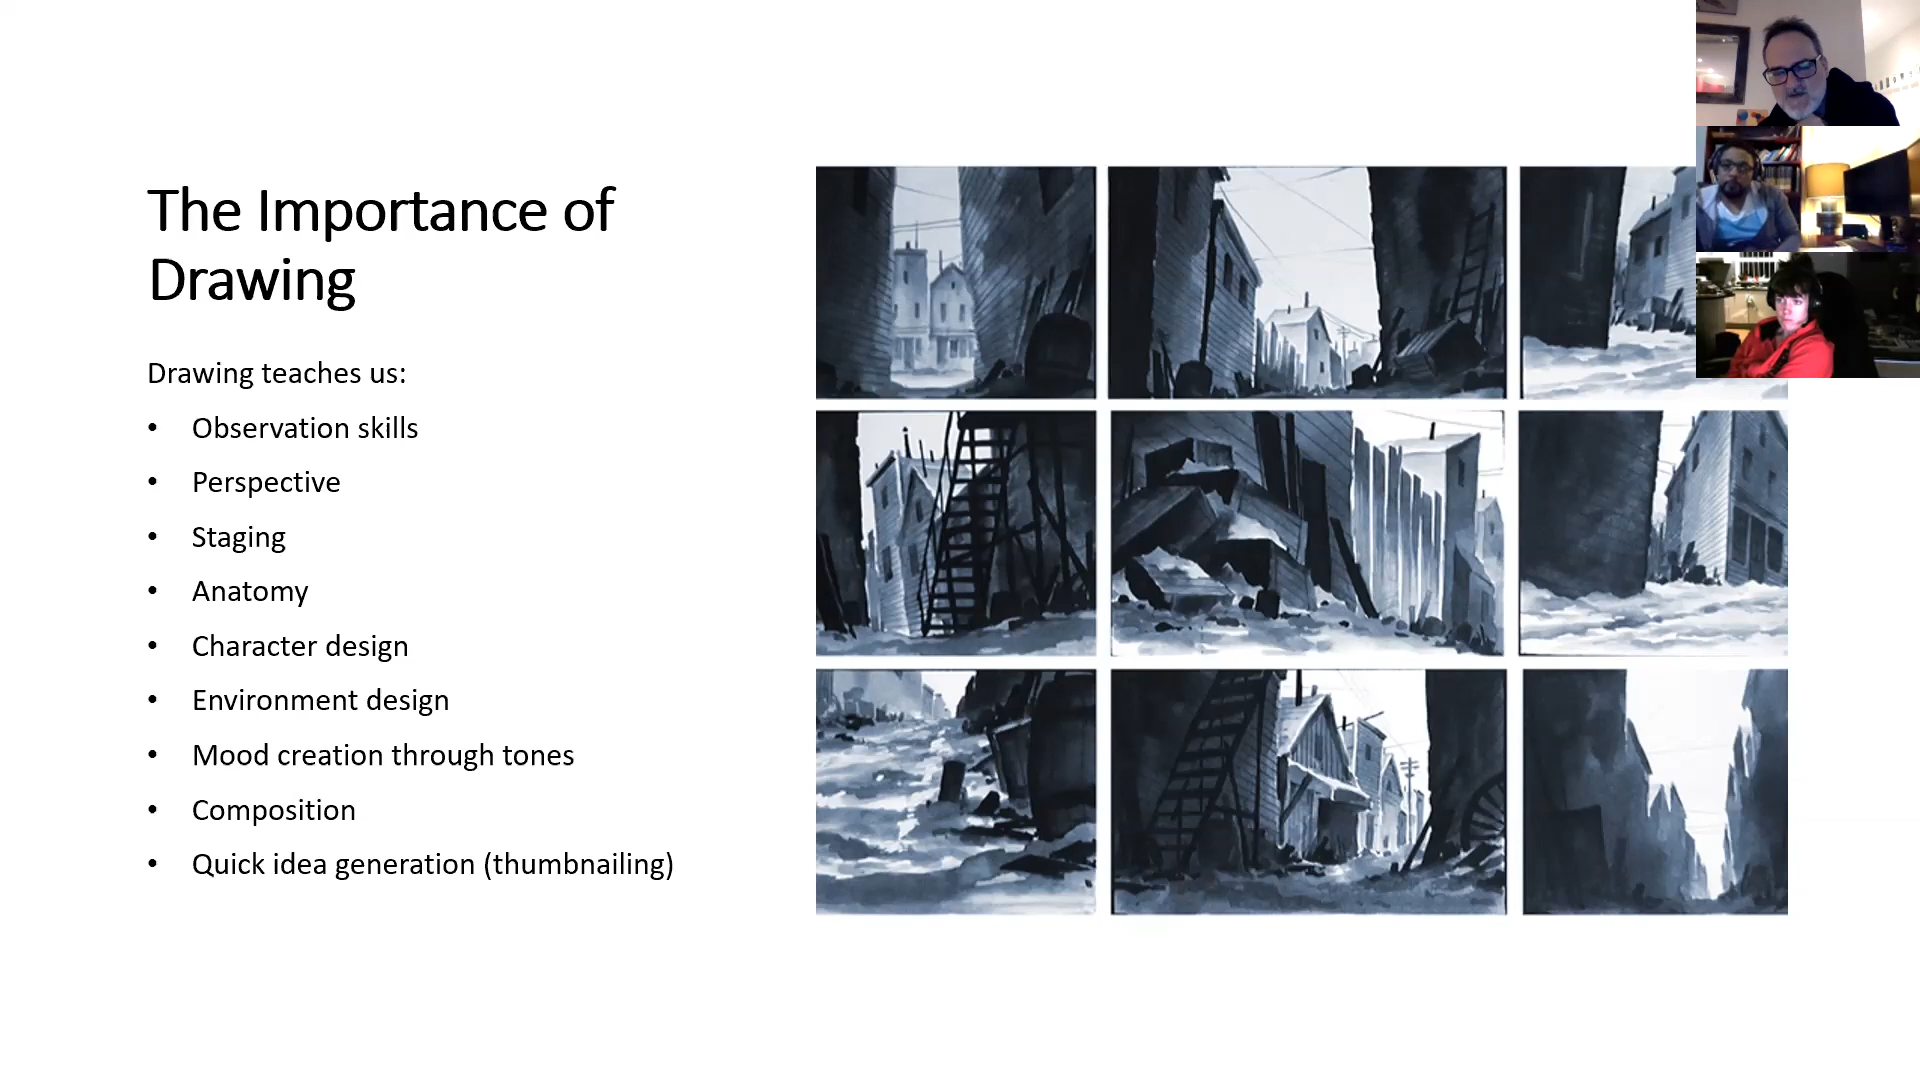 The Importance of
Drawing
Drawing teaches us:
• Observation skills
• Perspective
• Staging
• Anatomy
• Character design
• Environment design
• Mood creation through tones
• Composition
• Quick idea generation (thumbnailing)